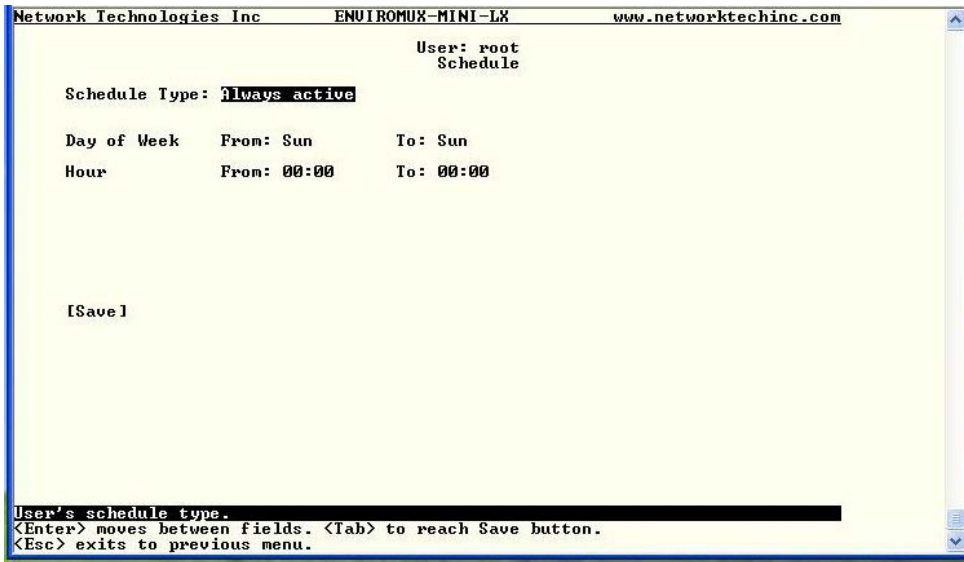 Network Technologies Inc ENVIROMUX-MINI-LX www.networktechinc.com
User: root
Schedule
Schedule Type: Always active
Day of Week From: Sun To: Sun
Hour From: 00:00 To: 00:00
[Save]
User's schedule type.
<Enter> moves between fields. <Tab> to reach Save button.
<Esc> exits to previous menu.